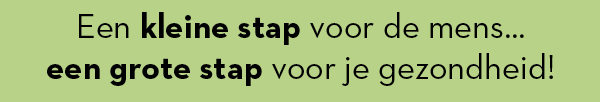 Een kleine stap voor de mens...
een grote stap voor je gezondheid!